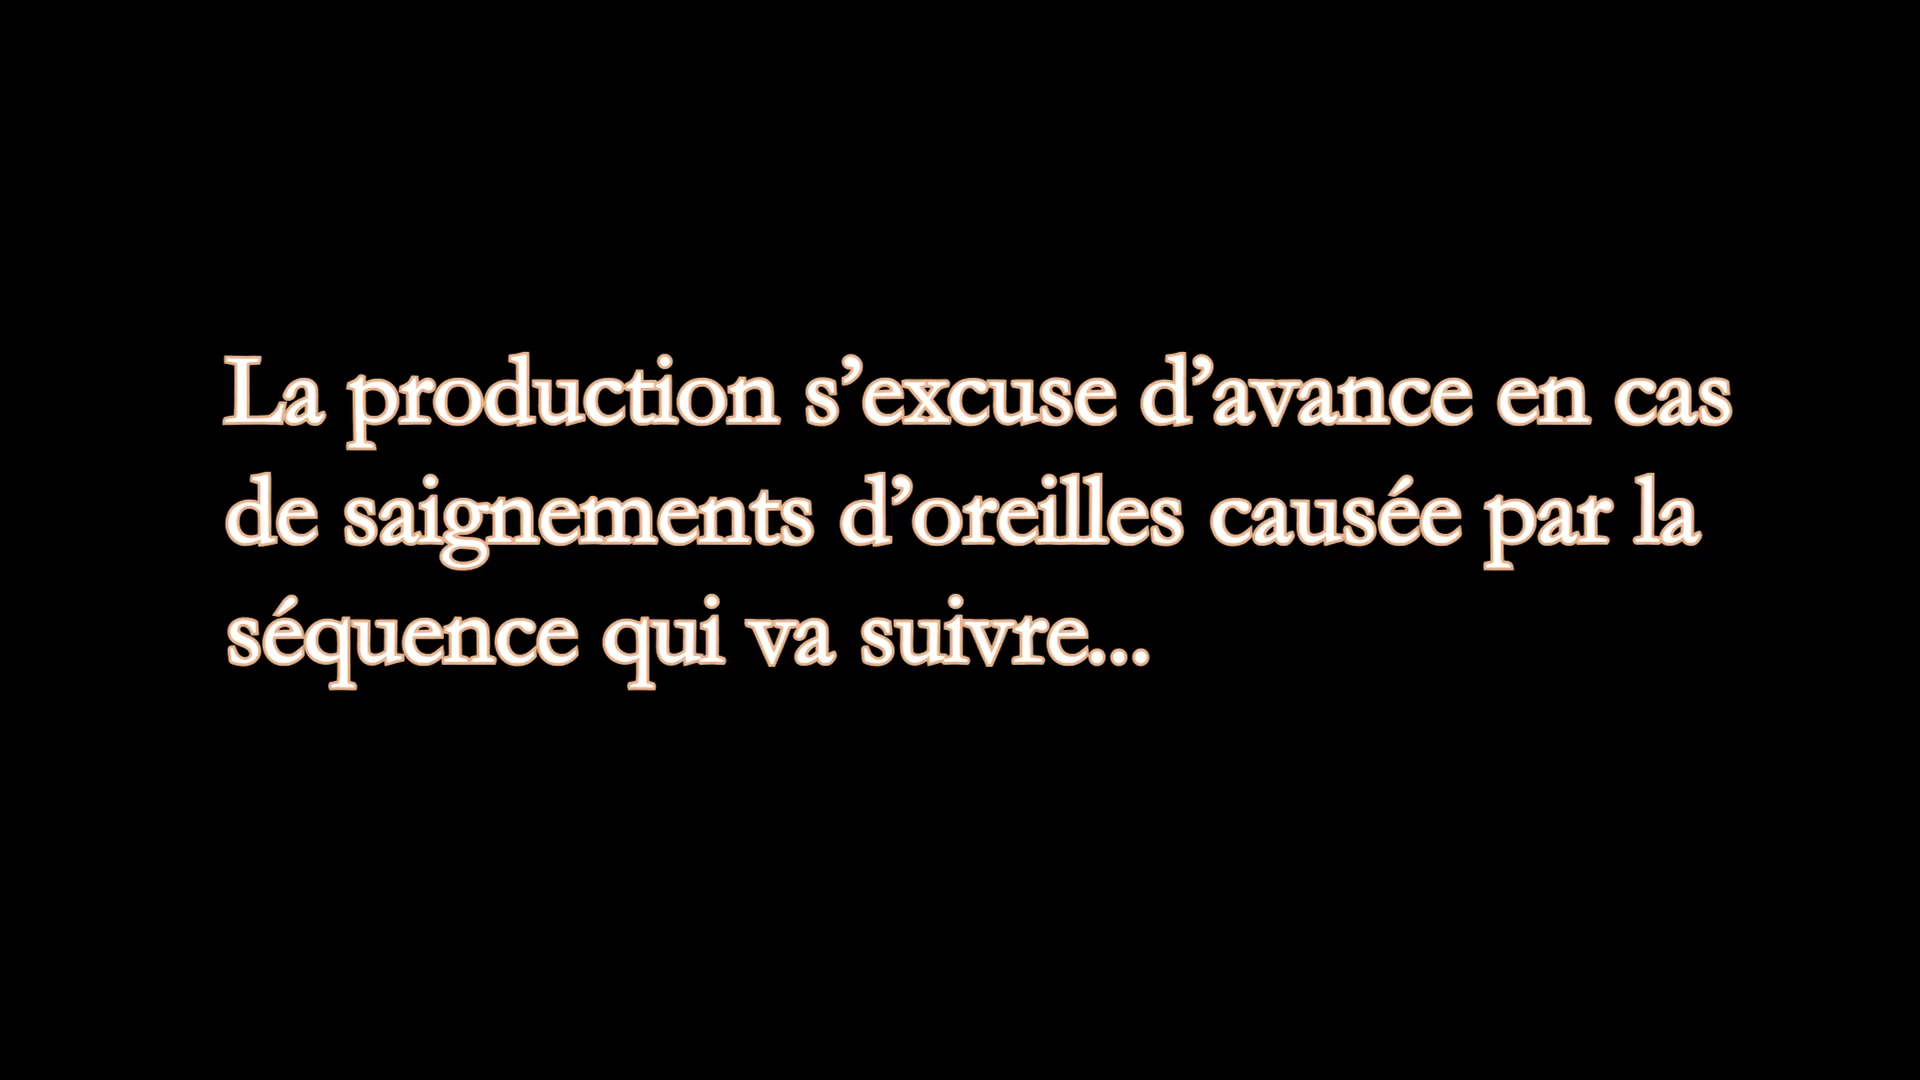 La production s’excuse d’avance en cas
de saignements d’oreilles causée par la
séquence qui va suivre...